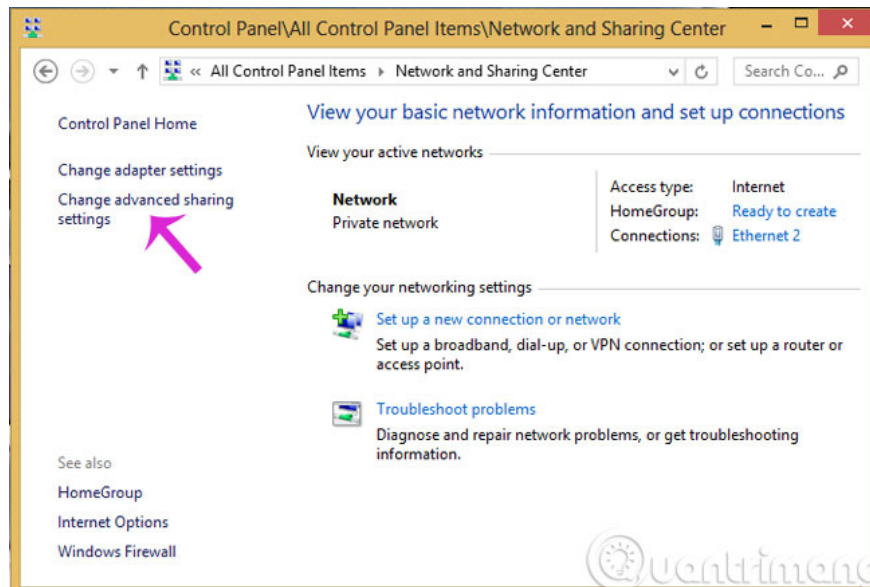 Control Panel\All Control Panel Items\Network and Sharing Center
« All Control Panel Items ▸ Network and Sharing Center
Search Co...
Control Panel Home
Change adapter settings
Change advanced sharing
settings
View your basic network information and set up connections
View your active networks
Network
Private network
Access type: Internet
HomeGroup: Ready to create
Connections: Ethernet 2
Change your networking settings
Set up a new connection or network
Set up a broadband, dial-up, or VPN connection; or set up a router or
access point.
Troubleshoot problems
Diagnose and repair network problems, or get troubleshooting
information.
See also
HomeGroup
Internet Options
Windows Firewall
Quantrimang